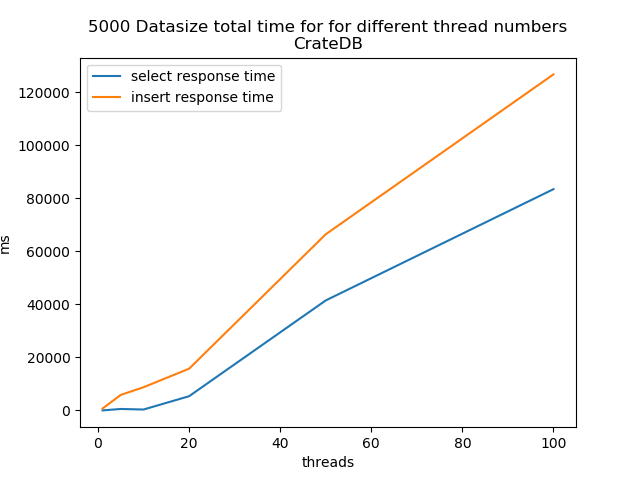 5000 Datasize total time for for different thread numbers
CrateDB
select response time
insert response time
120000
100000
80000
60000
40000
20000
0
ms
0 20 40 60 80 100
threads